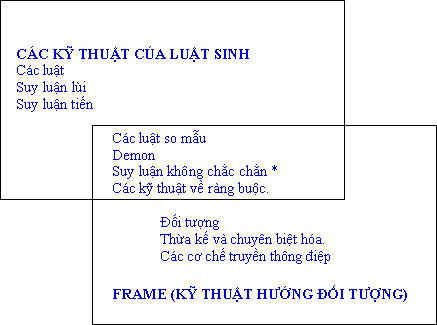 CÁC KỸ THUẬT CỦA LUẬT SINH
Các luật
Suy luận lùi
Suy luận tiến
Các luật so mẫu
Demon
Suy luận không chắc chắn *
Các kỹ thuật về ràng buộc.
Đối tượng
Thừa kế và chuyên biệt hóa.
Các cơ chế truyền thông điệp
FRAME (KỸ THUẬT HƯỚNG ĐỐI TƯỢNG)